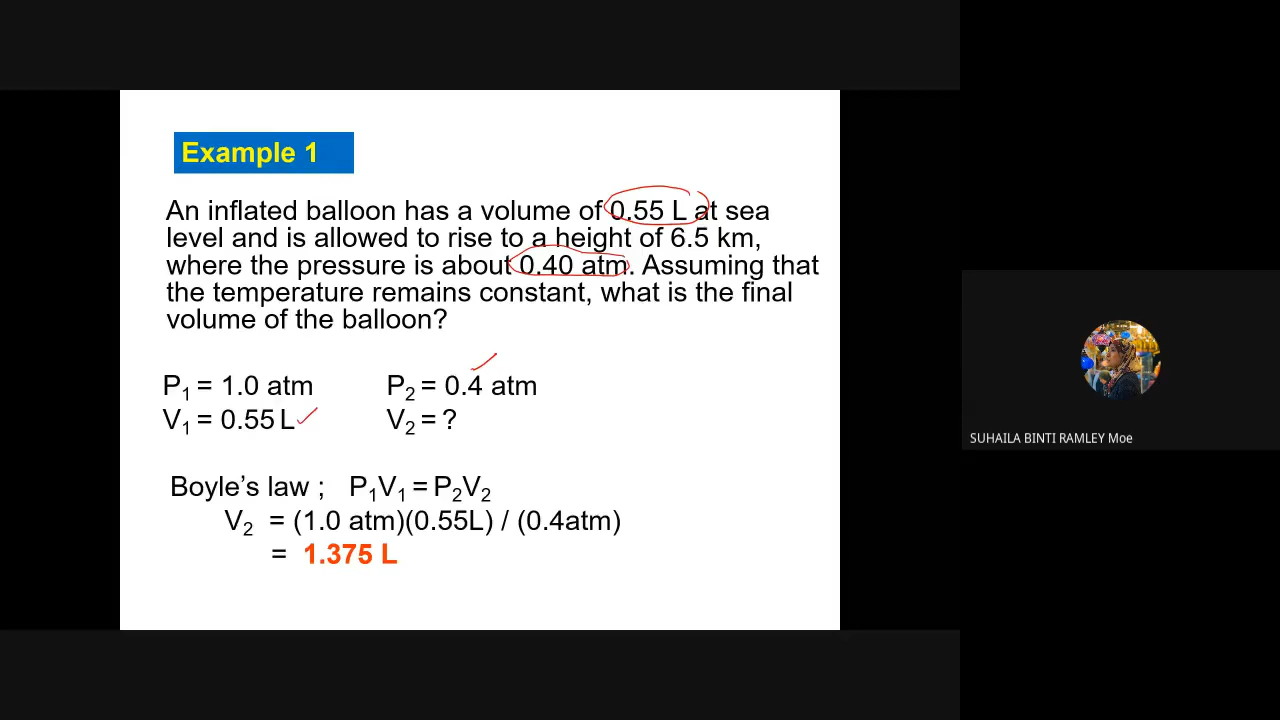 Example 1
An inflated balloon has a volume of 0.55 L at sea
level and is allowed to rise to a height of 6.5 km,
where the pressure is about 0.40 atm. Assuming that
the temperature remains constant, what is the final
volume of the balloon?
P₁ = 1.0 atm P₂ = 0.4 atm
V₁ = 0.55 L V₂ = ?
Boyle’s law ; P₁V₁ = P₂V₂
V₂ = (1.0 atm)(0.55L) / (0.4atm)
= 1.375 L
SUHAILA BINTI RAMLEY Moe